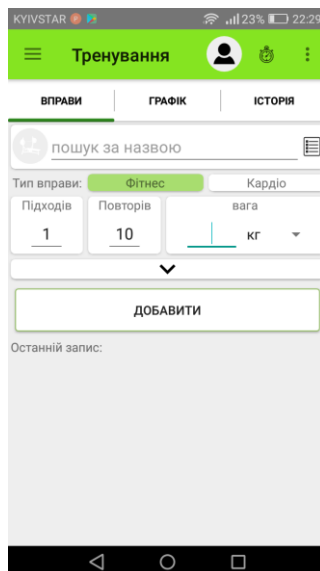 KYIVSTAR 23% 22:29
Тренування
ВПРАВИ ГРАФІК ІСТОРІЯ
пошук за назвою
Тип вправи: Фітнес Кардіо
Підходів Повторів вага
1 10 кг
ДОБАВИТИ
Останній запис: